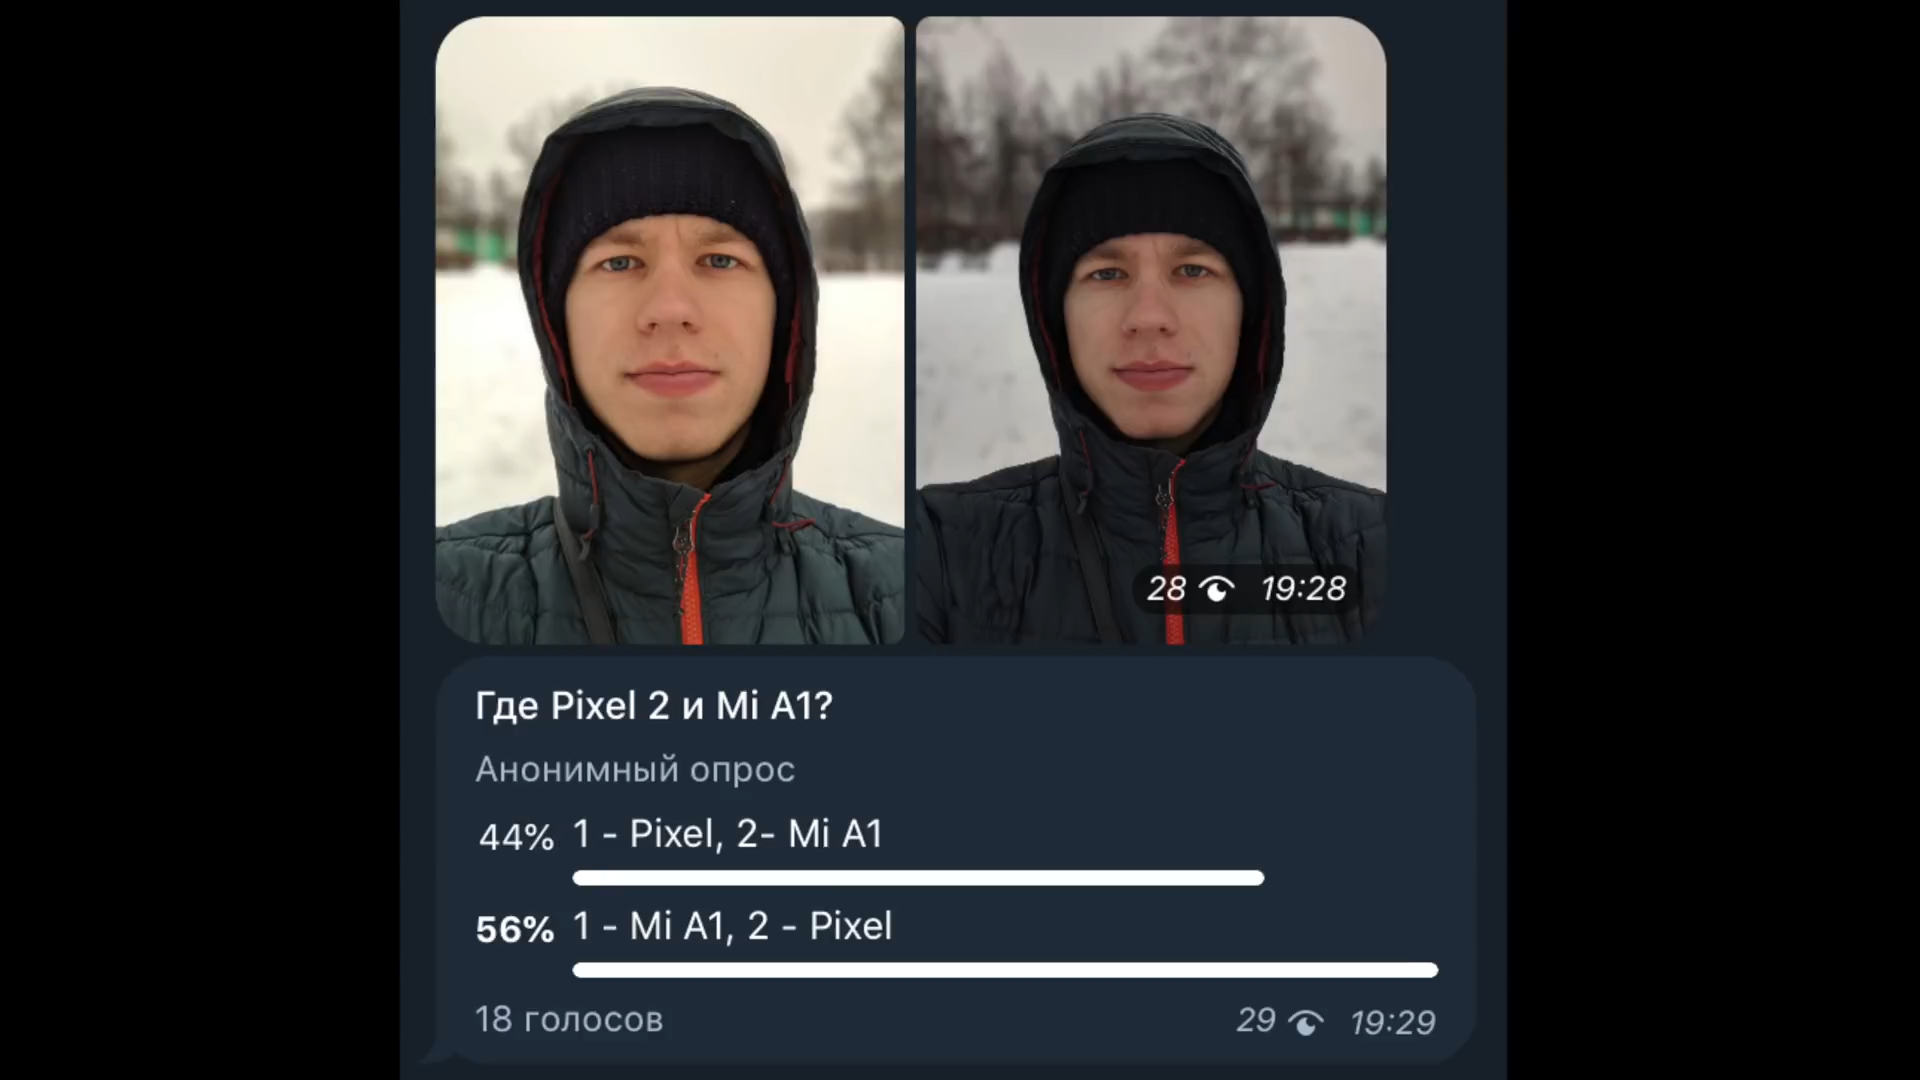 28 19:28
Где Pixel 2 и Mi A1?
Анонимный опрос
44% 1 - Pixel, 2- Mi A1
56% 1 - Mi A1, 2 - Pixel
18 голосов 29 19:29